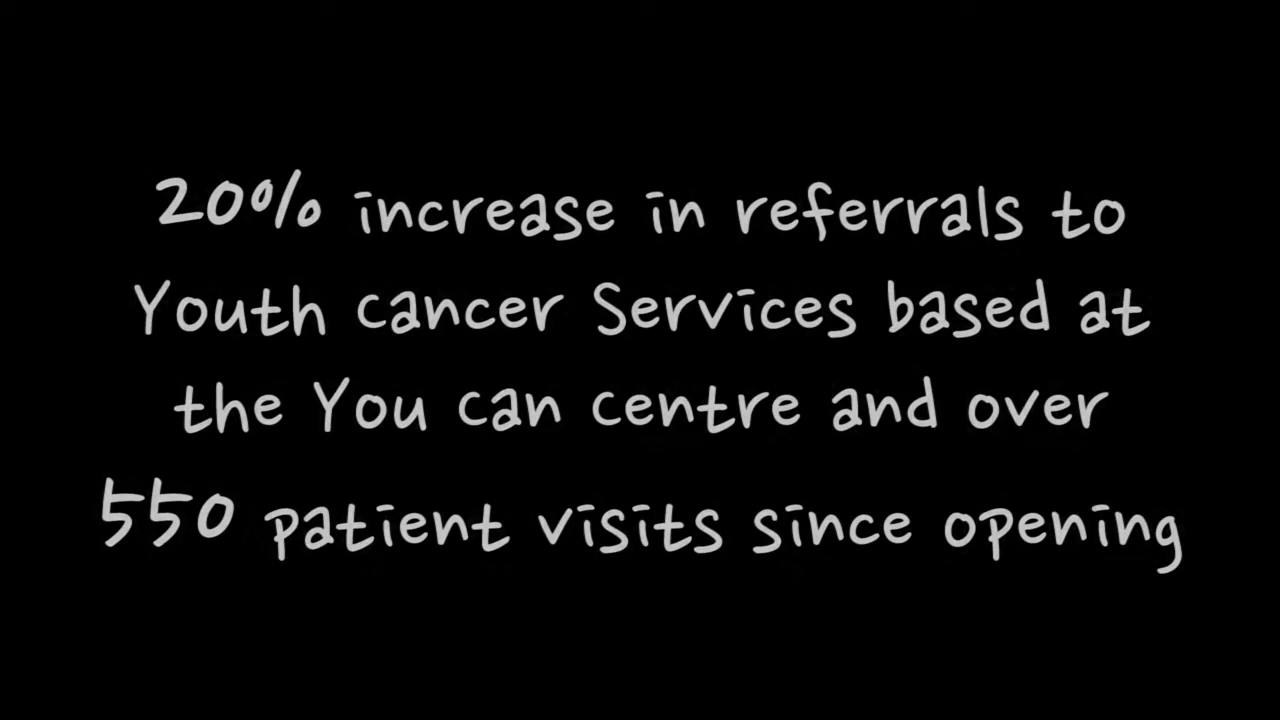 20% increase in referrals to
Youth cancer Services based at
the You can centre and over
550 patient visits since opening